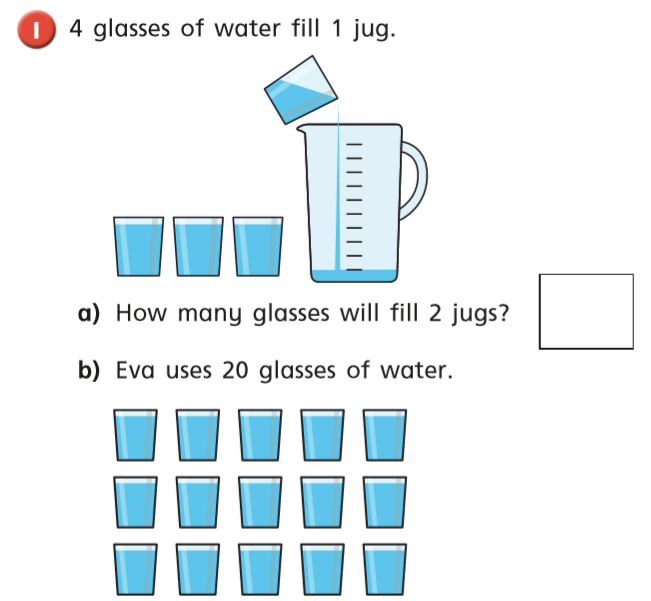 1 4 glasses of water fill 1 jug.
a) How many glasses will fill 2 jugs?
b) Eva uses 20 glasses of water.